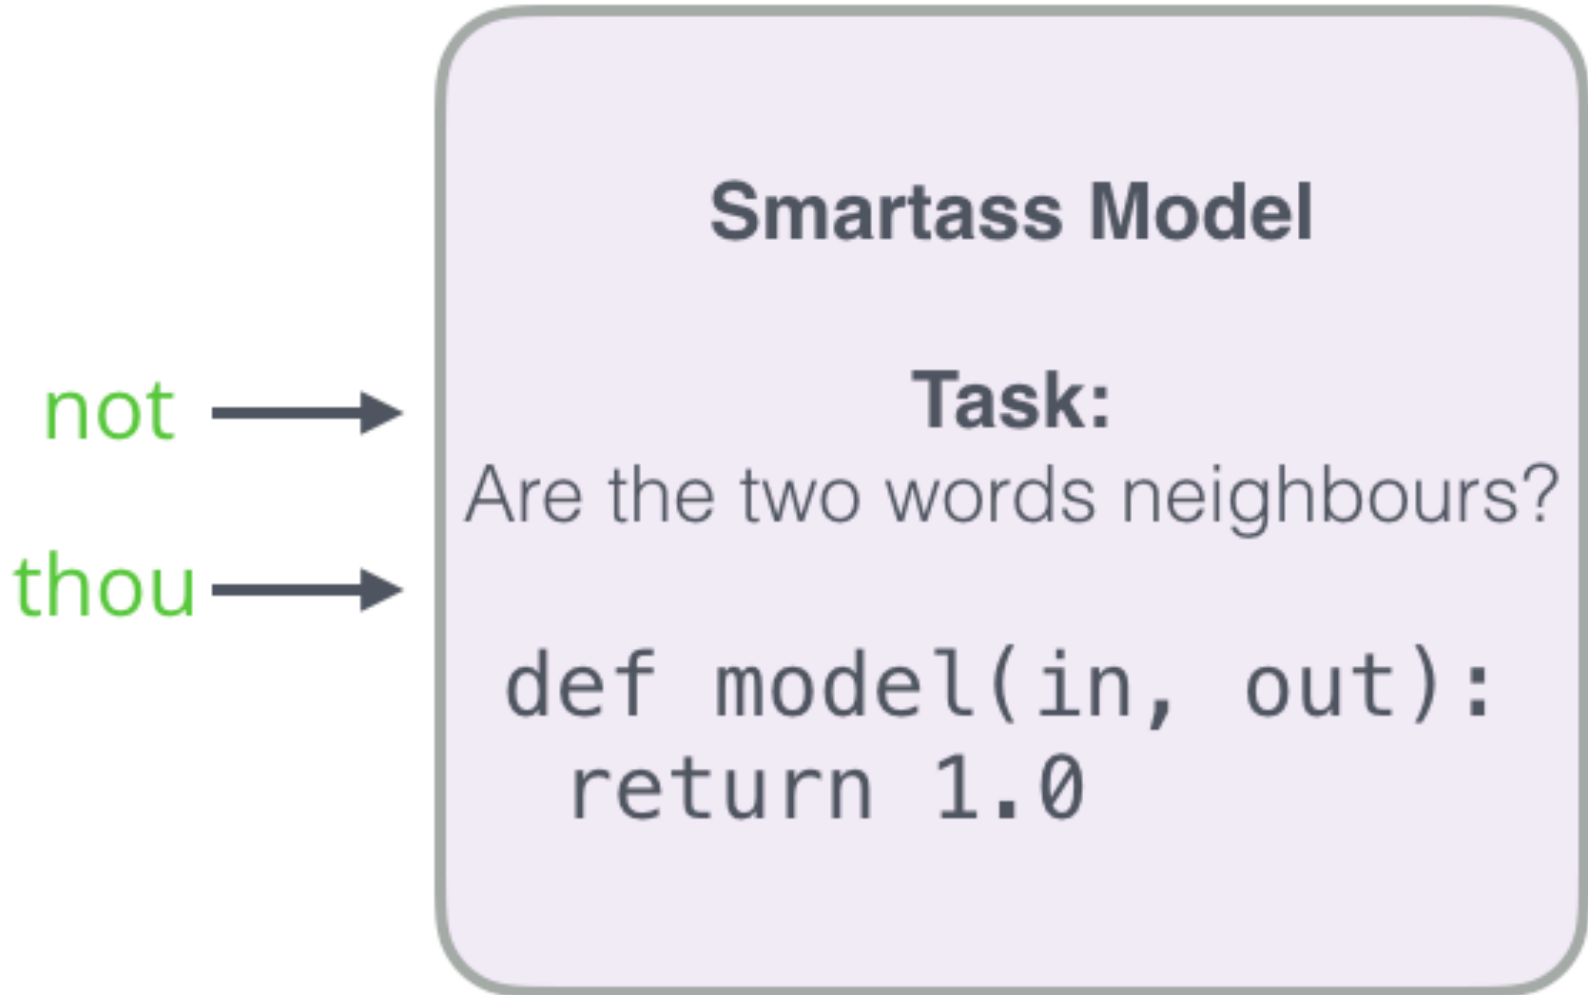 Smartass Model
Task:
Are the two words neighbours?
not
thou
def model(in, out):
return 1.0